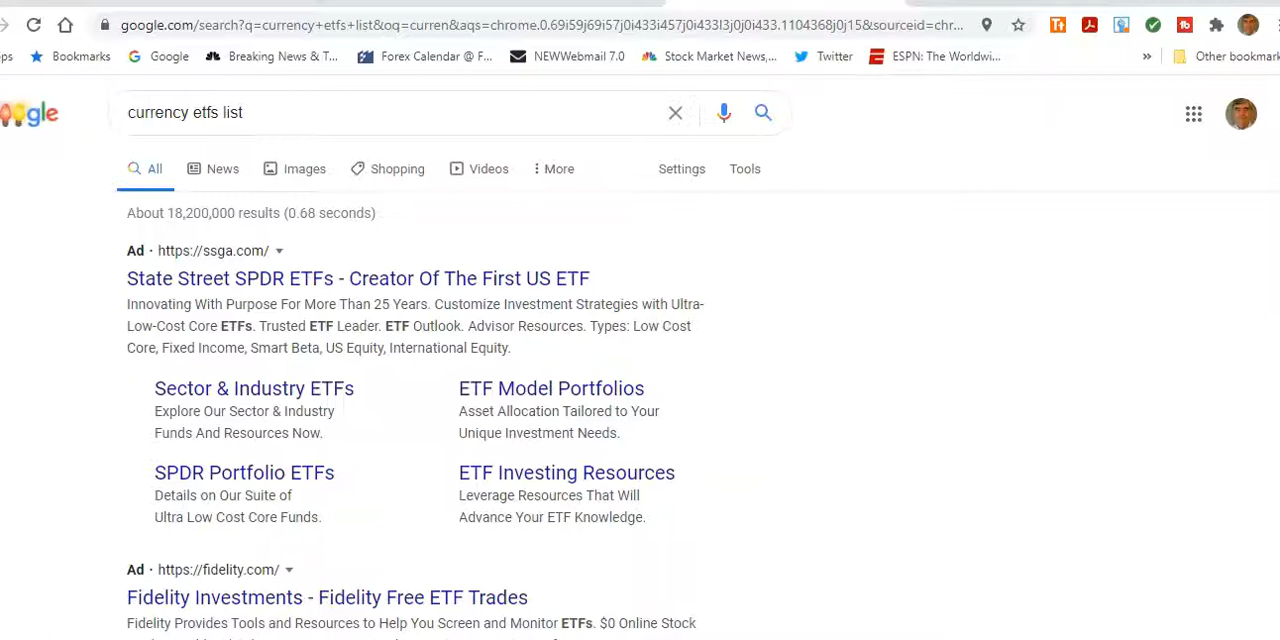 google.com/search?q=currency+etfs+list&oq=curren&aqs=chrome.0.69i59j69i57j0i433i457j0i433l3j0j0i433.1104368j0j15&sourceid=chr...
ps Bookmarks Google Breaking News & T... Forex Calendar @ F... NEWWebmail 7.0 Stock Market News,... Twitter ESPN: The Worldwi... » Other bookmark
gle currency etfs list
All News Images Shopping Videos More Settings Tools
About 18,200,000 results (0.68 seconds)
Ad · https://ssga.com/
State Street SPDR ETFs - Creator Of The First US ETF
Innovating With Purpose For More Than 25 Years. Customize Investment Strategies with Ultra-
Low-Cost Core ETFs. Trusted ETF Leader. ETF Outlook. Advisor Resources. Types: Low Cost
Core, Fixed Income, Smart Beta, US Equity, International Equity.
Sector & Industry ETFs
Explore Our Sector & Industry
Funds And Resources Now.
ETF Model Portfolios
Asset Allocation Tailored to Your
Unique Investment Needs.
SPDR Portfolio ETFs
Details on Our Suite of
Ultra Low Cost Core Funds.
ETF Investing Resources
Leverage Resources That Will
Advance Your ETF Knowledge.
Ad · https://fidelity.com/
Fidelity Investments - Fidelity Free ETF Trades
Fidelity Provides Tools and Resources to Help You Screen and Monitor ETFs. $0 Online Stock